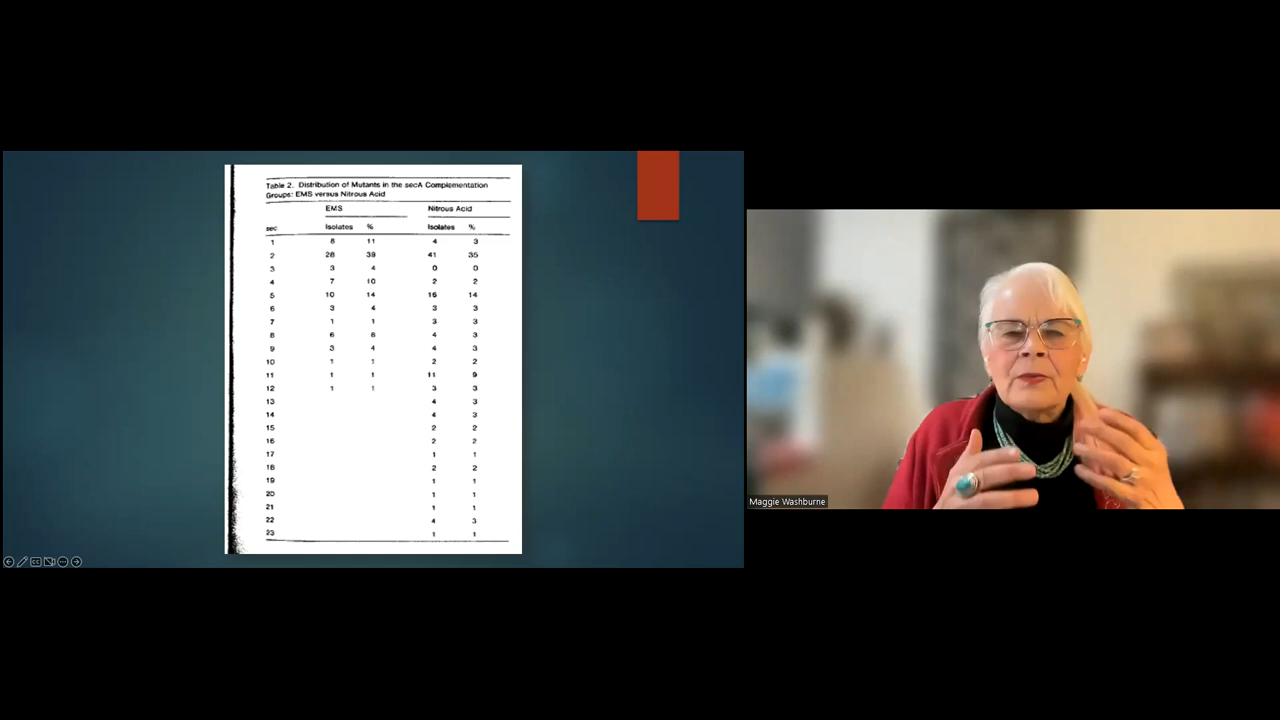 Table 2. Distribution of Mutants in the secA Complementation
Groups: EMS versus Nitrous Acid
EMS Nitrous Acid
sec Isolates % Isolates %
1 8 11 4 3
2 28 39 41 35
3 3 4 0 0
4 7 10 2 2
5 10 14 16 14
6 3 4 3 3
7 1 1 3 3
8 6 8 4 3
9 3 4 4 3
10 1 1 2 2
11 1 1 11 9
12 1 1 3 3
13 4 3
14 4 3
15 2 2
16 2 2
17 1 1
18 2 2
19 1 1
20 1 1
21 1 1
22 4 3
23 1 1
Maggie Washburne